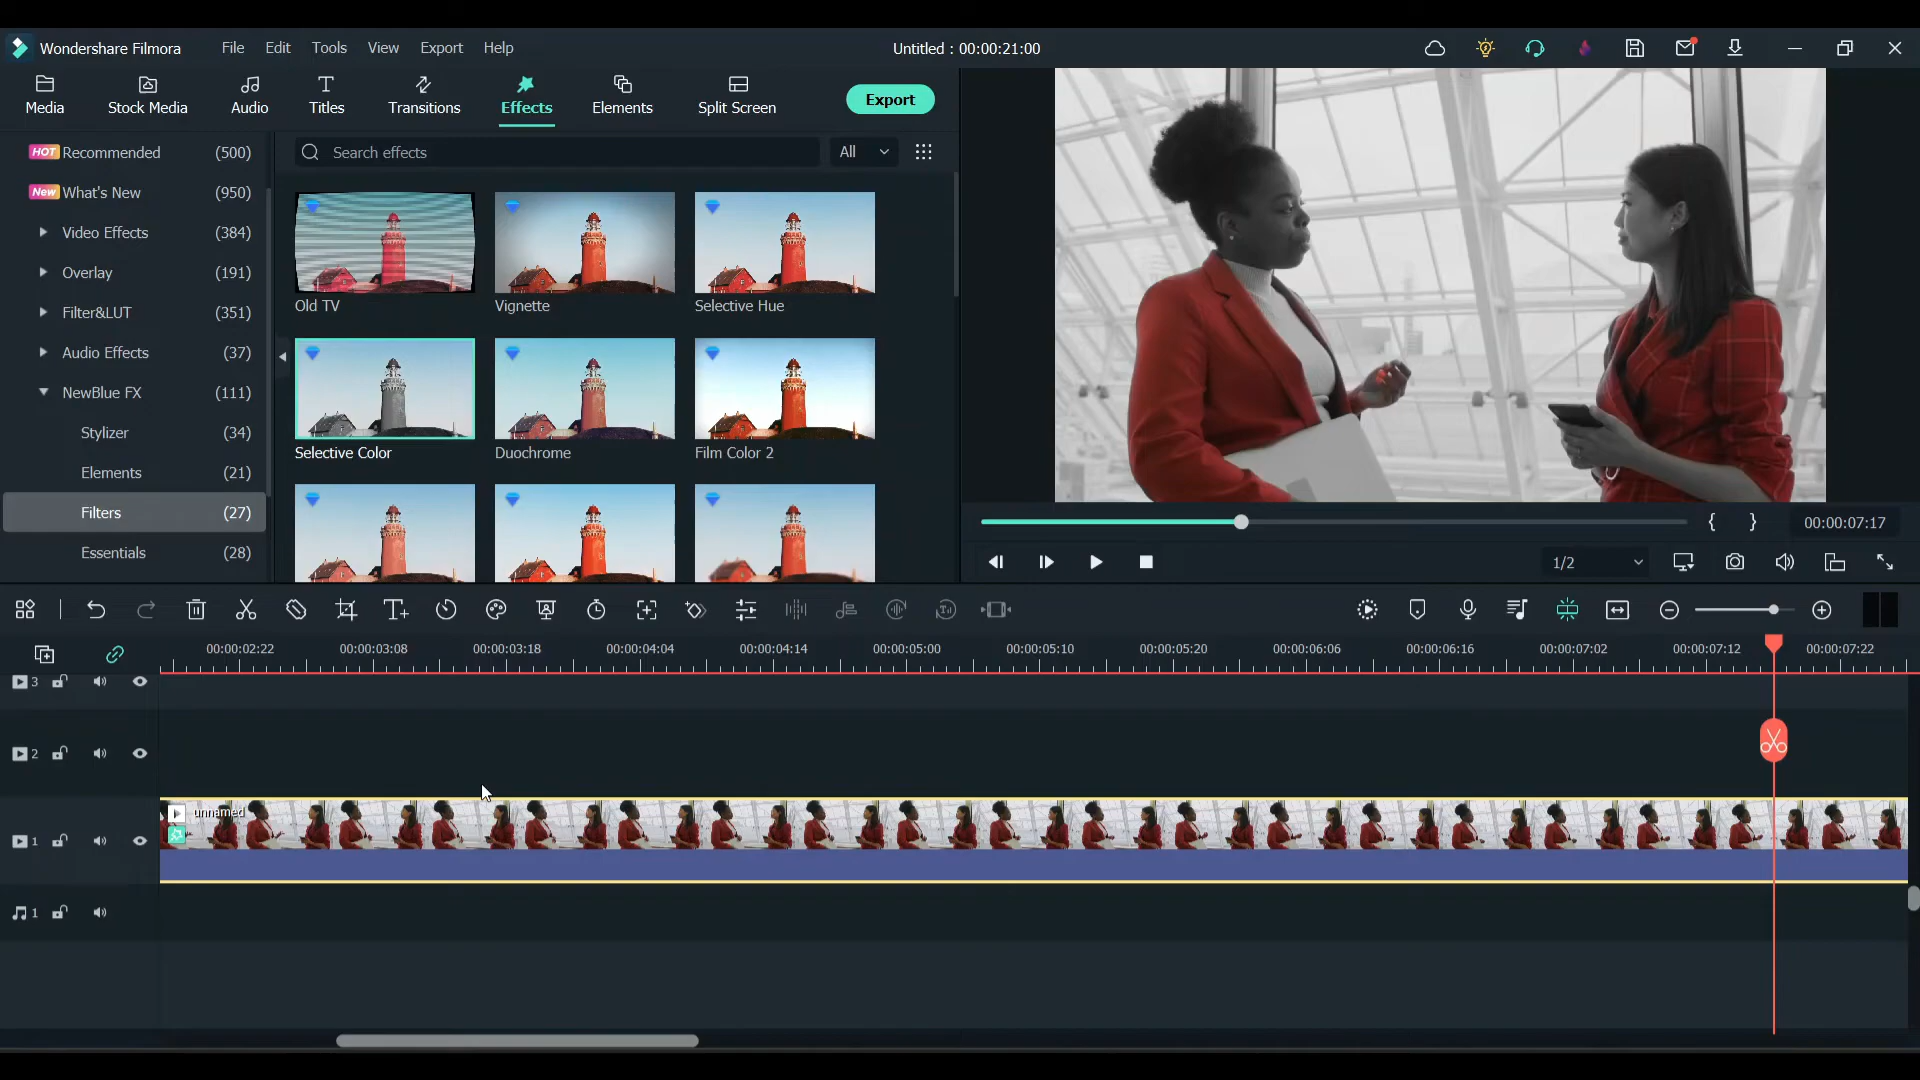 Wondershare Filmora File Edit Tools View Export Help Untitled : 00:00:21:00
Media Stock Media Audio Titles Transitions Effects Elements Split Screen Export
HOT Recommended (500)
New What's New (950)
Video Effects (384)
Overlay (191)
Filter&LUT (351)
Audio Effects (37)
NewBlue FX (111)
Stylizer (34)
Elements (21)
Filters (27)
Essentials (28)
Search effects All
Old TV Vignette Selective Hue
Selective Color Duochrome Film Color 2
{ } 00:00:07:17
1/2
00:00:02:22 00:00:03:08 00:00:03:18 00:00:04:04 00:00:04:14 00:00:05:00 00:00:05:10 00:00:05:20 00:00:06:06 00:00:06:16 00:00:07:02 00:00:07:12 00:00:07:22
3
2
unnamed
1
1